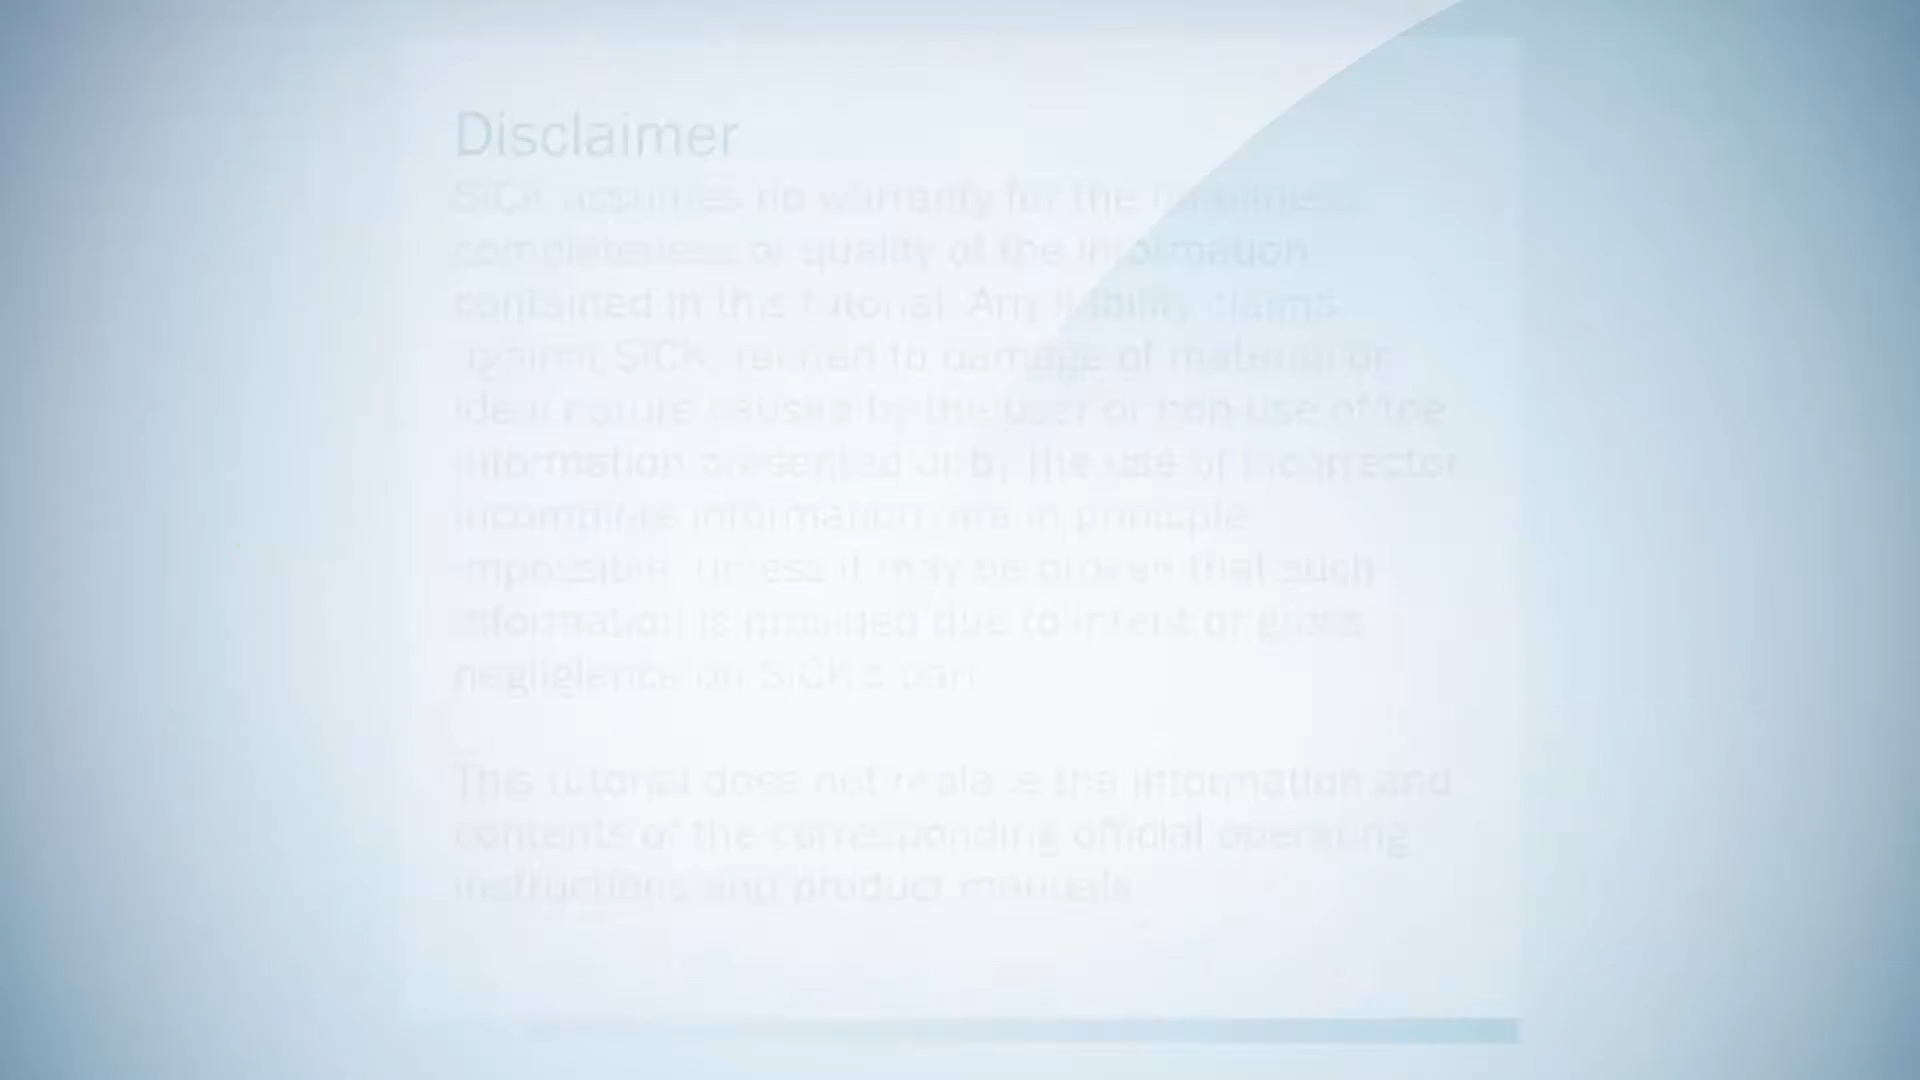 Disclaimer
SICK assumes no warranty for the timeliness,
completeness or quality of the information
contained in this tutorial. Any liability claims
against SICK, related to damage of material or
ideal nature caused by the user or non-use of the
information presented or by the use of incorrect or
incomplete information, are in principle
impossible, unless it may be proven that such
information is provided due to intent or gross
negligiance on SICK's part.
This tutorial does not replace the information and
contents of the corresponding official operating
instructions and product manuals.